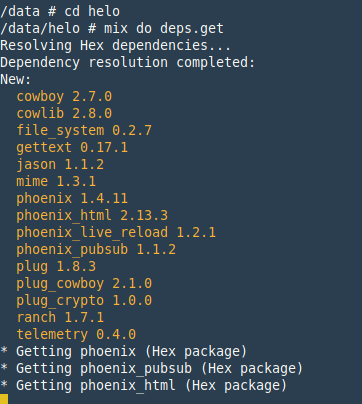 /data # cd helo
/data/helo # mix do deps.get
Resolving Hex dependencies...
Dependency resolution completed:
New:
  cowboy 2.7.0
  cowlib 2.8.0
  file_system 0.2.7
  gettext 0.17.1
  jason 1.1.2
  mime 1.3.1
  phoenix 1.4.11
  phoenix_html 2.13.3
  phoenix_live_reload 1.2.1
  phoenix_pubsub 1.1.2
  plug 1.8.3
  plug_cowboy 2.1.0
  plug_crypto 1.0.0
  ranch 1.7.1
  telemetry 0.4.0
* Getting phoenix (Hex package)
* Getting phoenix_pubsub (Hex package)
* Getting phoenix_html (Hex package)